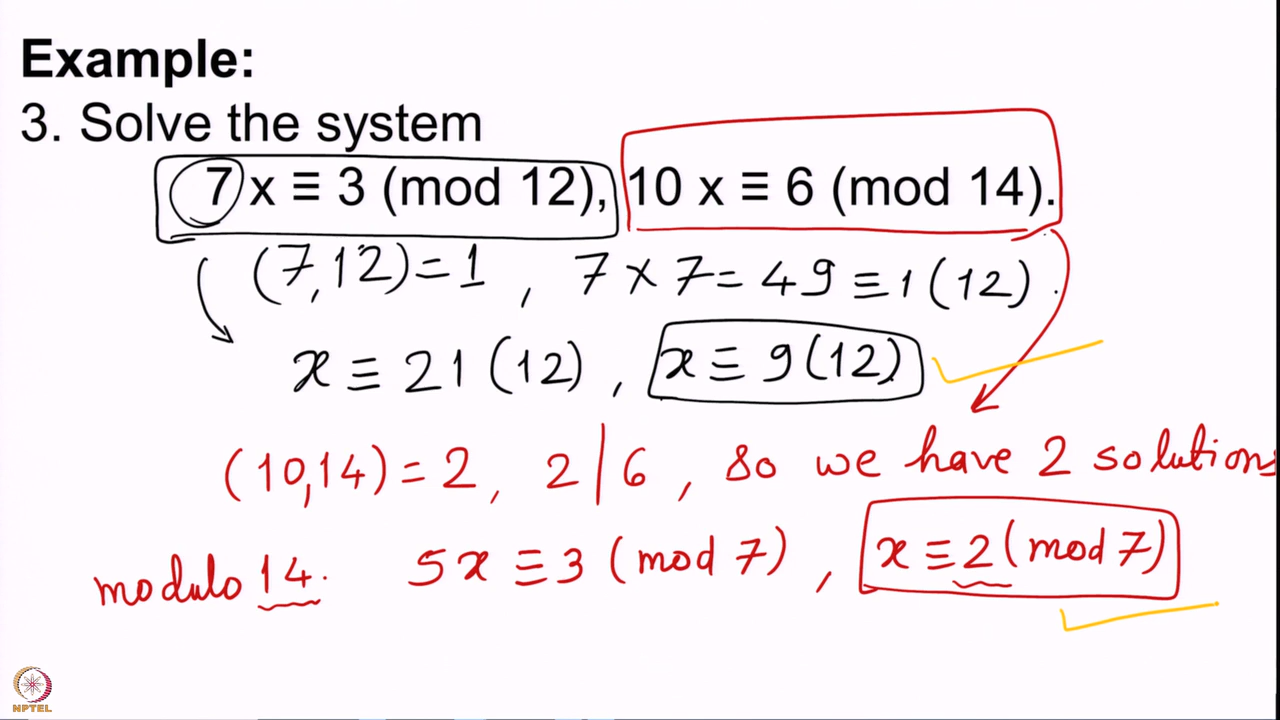 Example:
3. Solve the system
7 x ≡ 3 (mod 12), 10 x ≡ 6 (mod 14).
(7,12)=1 , 7 × 7 = 49 ≡ 1 (12) .
x ≡ 21 (12) , x ≡ 9 (12)
(10,14) = 2, 2 | 6 , so we have 2 solutions
modulo 14. 5x ≡ 3 (mod 7) , x ≡ 2 (mod 7)
NPTEL